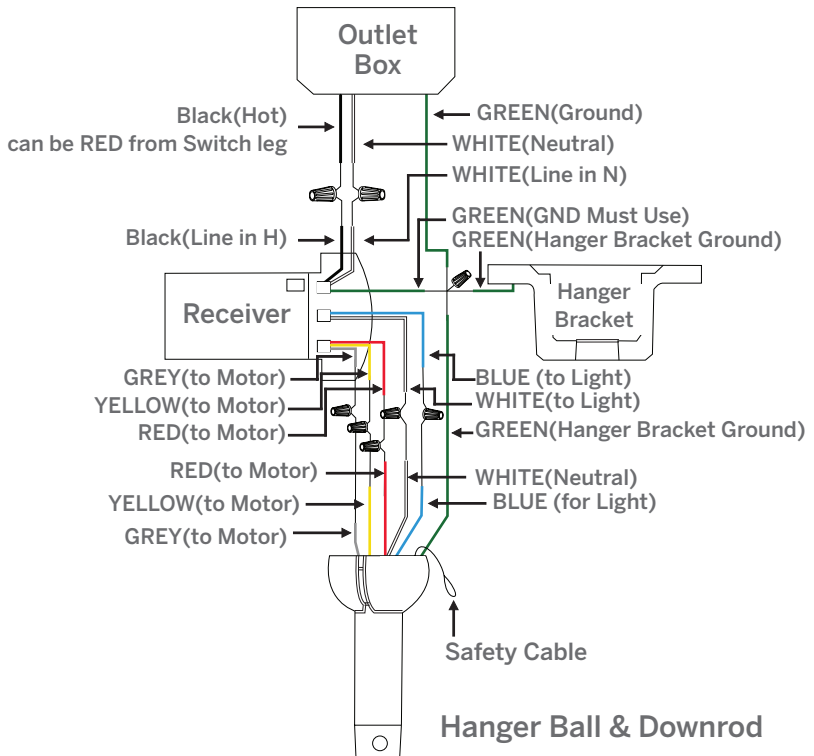 Outlet
Box
Black(Hot)
can be RED from Switch leg
GREEN(Ground)
WHITE(Neutral)
WHITE(Line in N)
Black(Line in H)
GREEN(GND Must Use)
GREEN(Hanger Bracket Ground)
Receiver
Hanger
Bracket
GREY(to Motor)
YELLOW(to Motor)
RED(to Motor)
BLUE (to Light)
WHITE(to Light)
GREEN(Hanger Bracket Ground)
RED(to Motor)
YELLOW(to Motor)
GREY(to Motor)
WHITE(Neutral)
BLUE (for Light)
Safety Cable
Hanger Ball & Downrod